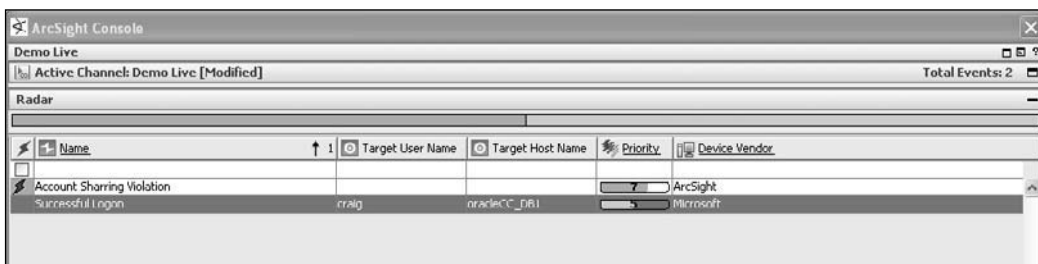 ArcSight Console
Demo Live
Active Channel: Demo Live [Modified] Total Events: 2
Radar
Name 1 Target User Name Target Host Name Priority Device Vendor
Account Sharring Violation 7 ArcSight
Successful Logon craig oracleCC_DB1 5 Microsoft